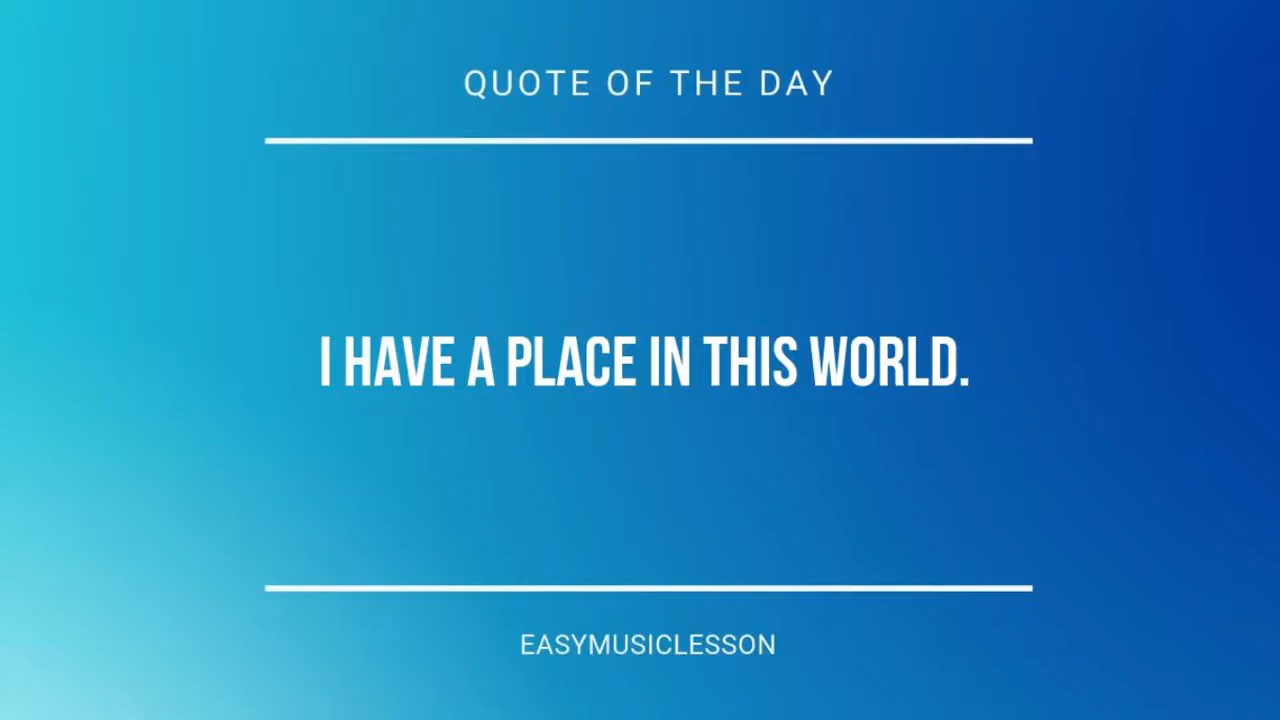 QUOTE OF THE DAY
I HAVE A PLACE IN THIS WORLD.
EASYMUSICLESSON